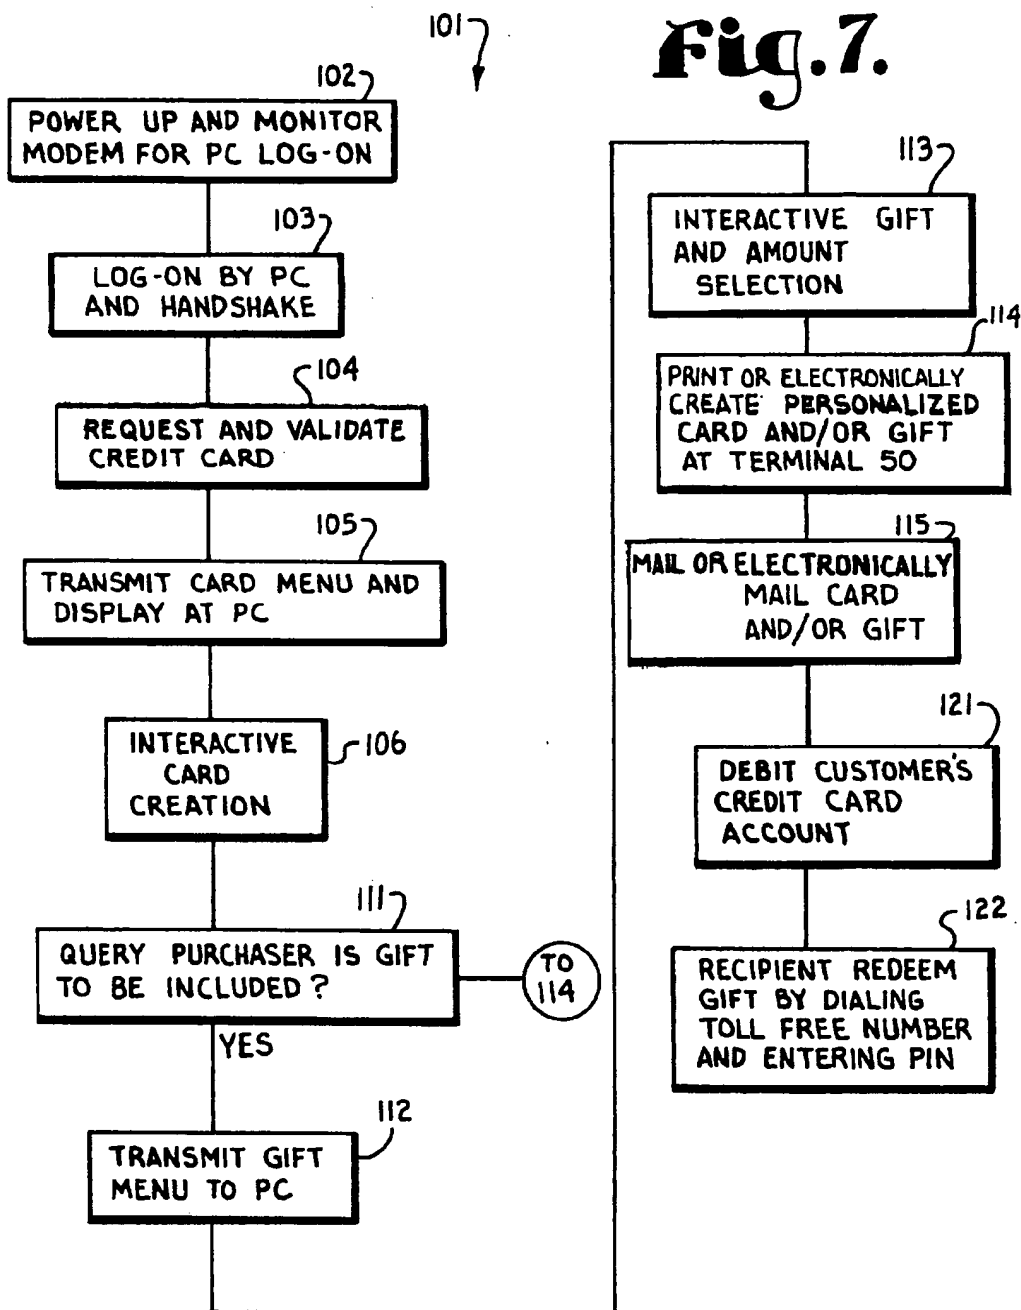 101
Fig.7.
102
POWER UP AND MONITOR
MODEM FOR PC LOG-ON
103
LOG-ON BY PC
AND HANDSHAKE
104
REQUEST AND VALIDATE
CREDIT CARD
105
TRANSMIT CARD MENU AND
DISPLAY AT PC
106
INTERACTIVE
CARD
CREATION
111
QUERY PURCHASER IS GIFT
TO BE INCLUDED?
TO
114
YES
112
TRANSMIT GIFT
MENU TO PC
113
INTERACTIVE GIFT
AND AMOUNT
SELECTION
114
PRINT OR ELECTRONICALLY
CREATE PERSONALIZED
CARD AND/OR GIFT
AT TERMINAL 50
115
MAIL OR ELECTRONICALLY
MAIL CARD
AND/OR GIFT
121
DEBIT CUSTOMER'S
CREDIT CARD
ACCOUNT
122
RECIPIENT REDEEM
GIFT BY DIALING
TOLL FREE NUMBER
AND ENTERING PIN